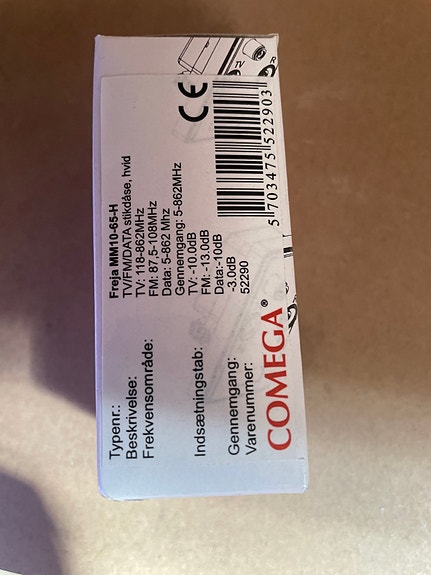 Typenr.: Freja MM10-65-H
Beskrivelse: TV/FM/DATA stikdåse, hvid
Frekvensområde: TV: 118-862MHz
FM: 87,5-108MHz
Data: 5-862 Mhz
Gennemgang: 5-862MHz
Indsætningstab: TV: -10.0dB
FM: -13.0dB
Data:-10dB
Gennemgang: -3.0dB
Varenummer: 52290
COMEGA®
CE
5 703475 522903
TV
R